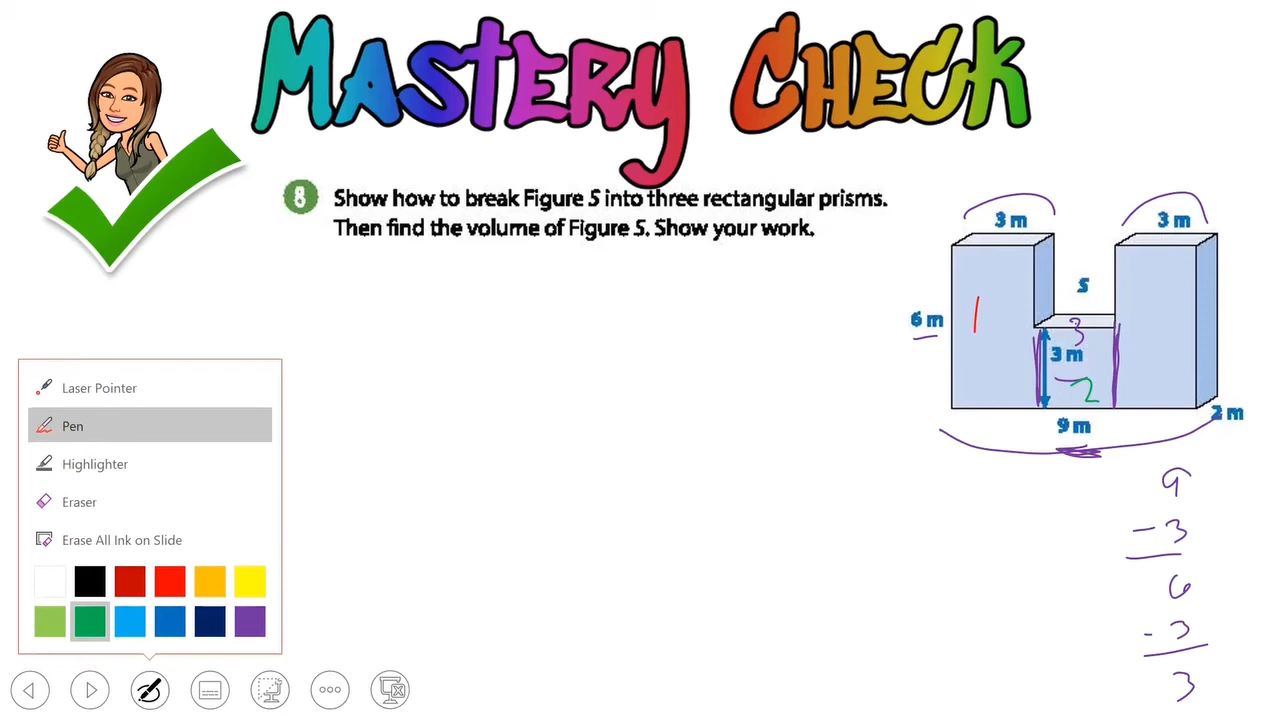 MASTERY CHECK
8 Show how to break Figure 5 into three rectangular prisms.
Then find the volume of Figure 5. Show your work.
3 m
3 m
5
6 m
1
3
3 m
2
2 m
9 m
9
- 3
6
- 3
3
Laser Pointer
Pen
Highlighter
Eraser
Erase All Ink on Slide